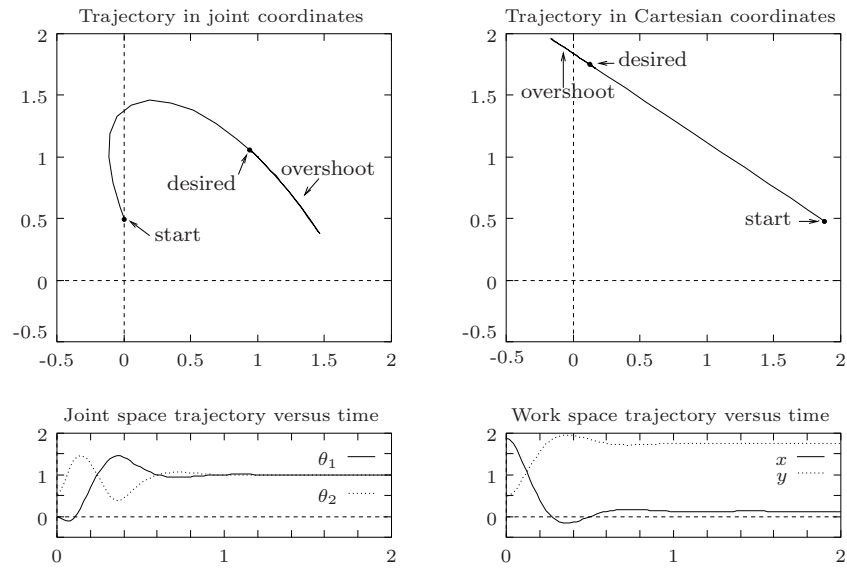 Trajectory in joint coordinates
2
1.5
1
0.5
0
-0.5
-0.5 0 0.5 1 1.5 2
desired
overshoot
start
Trajectory in Cartesian coordinates
2
1.5
1
0.5
0
-0.5
-0.5 0 0.5 1 1.5 2
desired
overshoot
start
Joint space trajectory versus time
2
1
0
0 1 2
θ1
θ2
Work space trajectory versus time
2
1
0
0 1 2
x
y